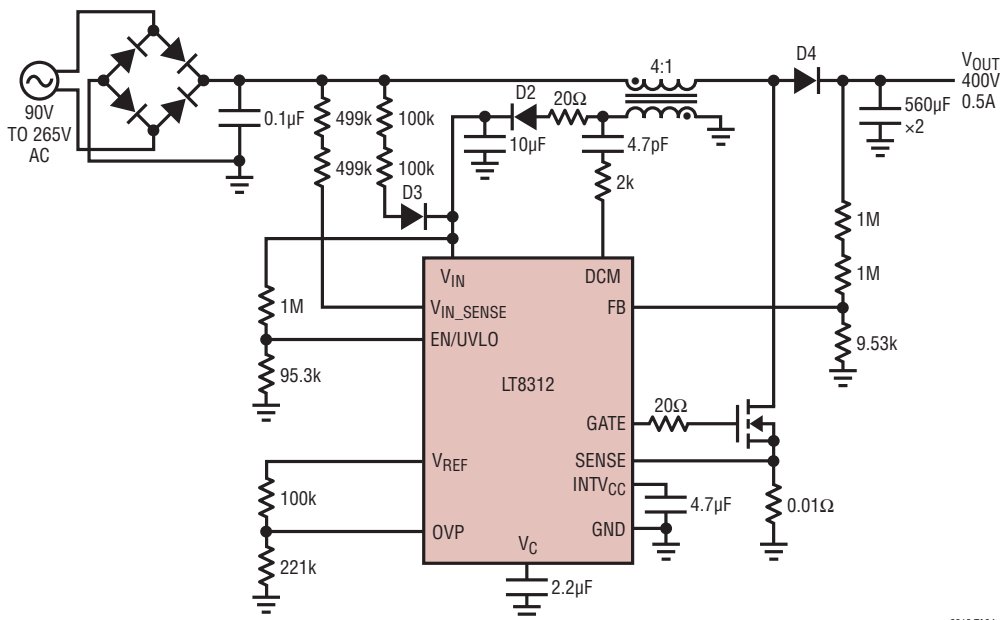 90V
TO 265V
AC
0.1µF
499k
499k
100k
100k
D3
D2
20Ω
10µF
4:1
4.7pF
2k
D4
VOUT
400V
0.5A
560µF
×2
1M
1M
9.53k
1M
95.3k
VIN
VIN_SENSE
EN/UVLO
DCM
FB
LT8312
GATE
20Ω
SENSE
INTVCC
GND
4.7µF
0.01Ω
VREF
OVP
VC
100k
221k
2.2µF